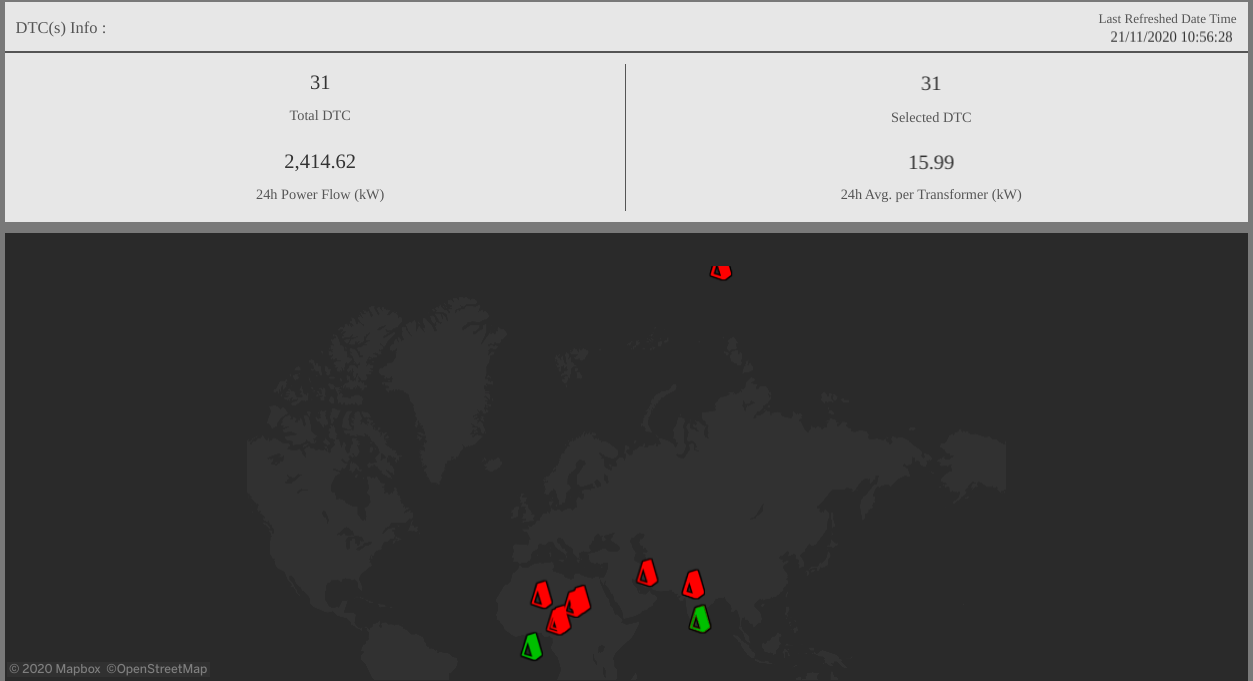 DTC(s) Info :
Last Refreshed Date Time
21/11/2020 10:56:28
31
Total DTC
31
Selected DTC
2,414.62
24h Power Flow (kW)
15.99
24h Avg. per Transformer (kW)
© 2020 Mapbox ©OpenStreetMap